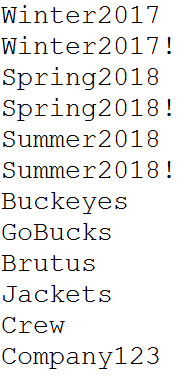 Winter2017
Winter2017!
Spring2018
Spring2018!
Summer2018
Summer2018!
Buckeyes
GoBucks
Brutus
Jackets
Crew
Company123